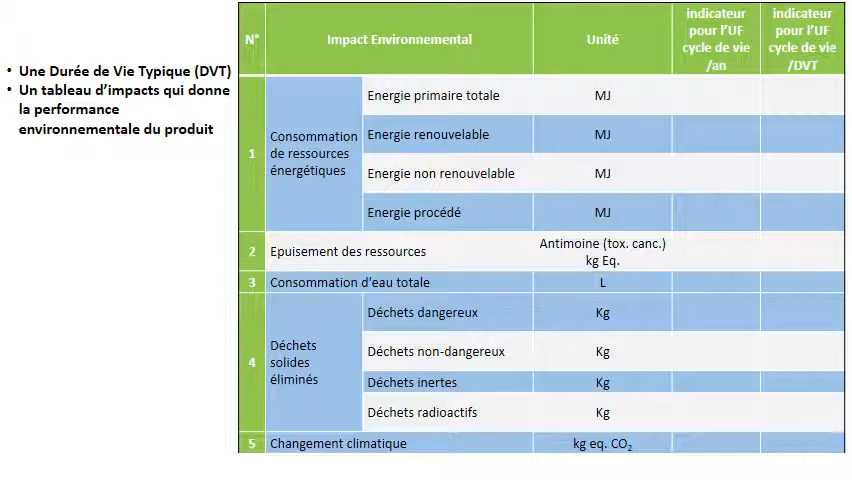 • Une Durée de Vie Typique (DVT)
• Un tableau d'impacts qui donne
la performance
environnementale du produit
N°
Impact Environnemental
Unité
indicateur
pour l'UF
cycle de vie
/an
indicateur
pour l'UF
cycle de vie
/DVT
1
Consommation
de ressources
énergétiques
Energie primaire totale
MJ
Energie renouvelable
MJ
Energie non renouvelable
MJ
Energie procédé
MJ
2
Epuisement des ressources
Antimoine (tox. canc.)
kg Eq.
3
Consommation d'eau totale
L
4
Déchets
solides
éliminés
Déchets dangereux
Kg
Déchets non-dangereux
Kg
Déchets inertes
Kg
Déchets radioactifs
Kg
5
Changement climatique
kg eq. CO₂